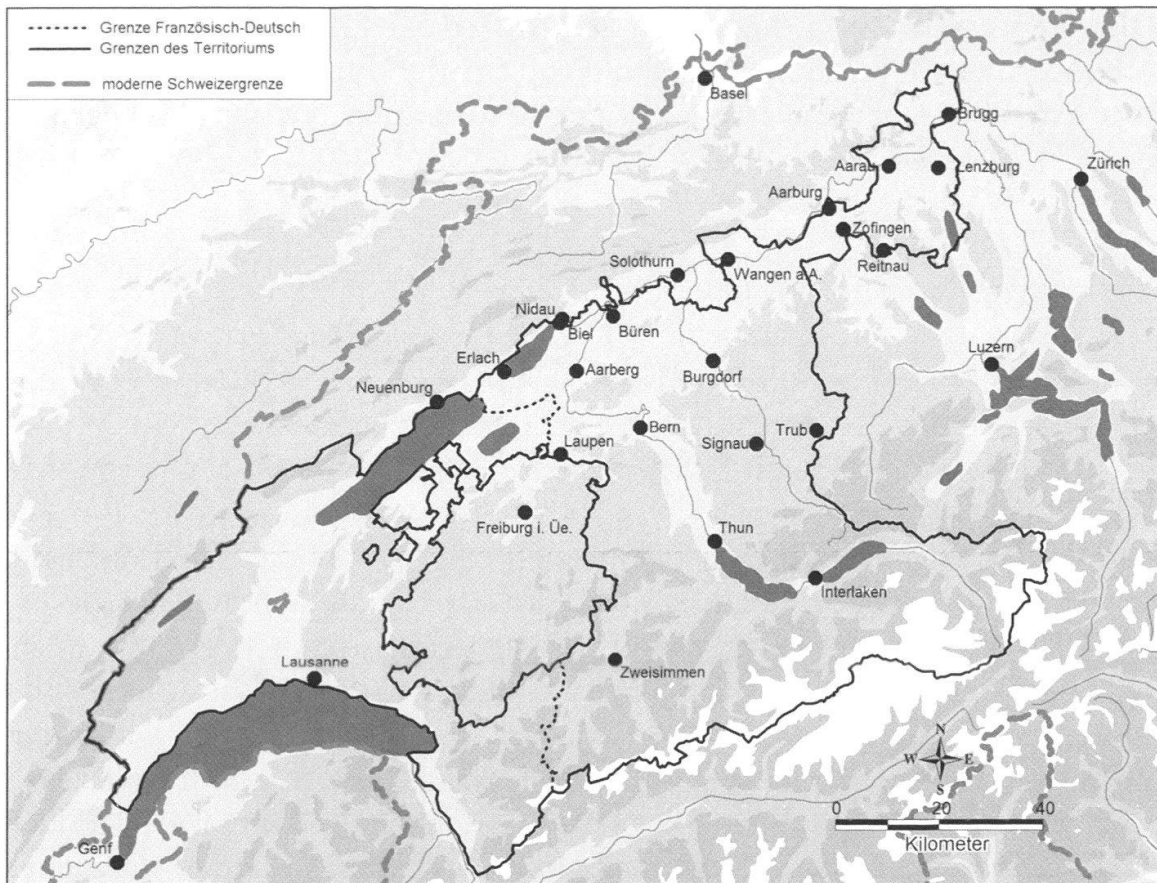 Grenze Französisch-Deutsch
Grenzen des Territoriums
moderne Schweizergrenze
Basel
Brugg
Aarau
Lenzburg
Zürich
Aarburg
Zofingen
Reitnau
Solothurn
Wangen a.A.
Nidau
Biel
Büren
Erlach
Aarberg
Burgdorf
Luzern
Neuenburg
Bern
Signau
Trub
Laupen
Freiburg i. Üe.
Thun
Interlaken
Lausanne
Zweisimmen
Genf
N
W
E
S
0
20
40
Kilometer